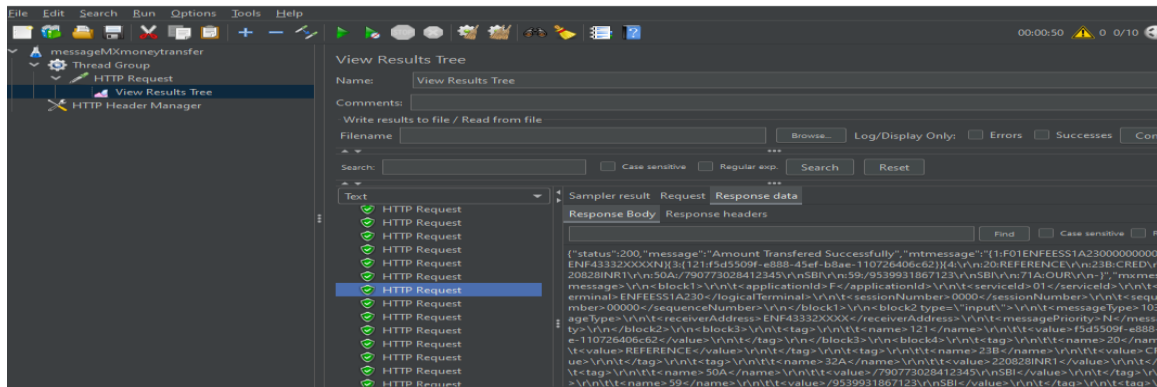 File Edit Search Run Options Tools Help
00:00:50 0 0/10
messageMXmoneytransfer
Thread Group
HTTP Request
View Results Tree
HTTP Header Manager
View Results Tree
Name: View Results Tree
Comments:
Write results to file / Read from file
Filename Browse... Log/Display Only: Errors Successes Con
Search: Case sensitive Regular exp. Search Reset
Text
HTTP Request
HTTP Request
HTTP Request
HTTP Request
HTTP Request
HTTP Request
HTTP Request
HTTP Request
HTTP Request
HTTP Request
HTTP Request
HTTP Request
HTTP Request
HTTP Request
Sampler result Request Response data
Response Body Response headers
Find Case sensitive R
{"status":200,"message":"Amount Transfered Successfully","mtmessage":"{1:F01ENFEESS1A23000000000
ENF43332XXXXN}{3:{121:f5d5509f-e888-45ef-b8ae-110726406c62}}{4:\r\n:20:REFERENCE\r\n:23B:CRED\r\n
20828INR1\r\n:50A:/790773028412345\r\nSBI\r\n:59:/9539931867123\r\nSBI\r\n:71A:OUR\r\n-}","mxmes
message>\r\n<block1>\r\n\t<applicationId>F</applicationId>\r\n\t<serviceId>01</serviceId>\r\n\t<
erminal>ENFEESS1A230</logicalTerminal>\r\n\t<sessionNumber>0000</sessionNumber>\r\n\t<sequ
mber>00000</sequenceNumber>\r\n</block1>\r\n<block2 type=\"input\">\r\n\t<messageType>103
ageType>\r\n\t<receiverAddress>ENF43332XXXX</receiverAddress>\r\n\t<messagePriority>N</mess
ty>\r\n</block2>\r\n<block3>\r\n\t<tag>\r\n\t\t<name>121</name>\r\n\t\t<value>f5d5509f-e888-
e-110726406c62</value>\r\n\t</tag>\r\n</block3>\r\n<block4>\r\n\t<tag>\r\n\t\t<name>20</nam
\t<value>REFERENCE</value>\r\n\t</tag>\r\n\t<tag>\r\n\t\t<name>23B</name>\r\n\t\t<value>CR
ue>\r\n\t</tag>\r\n\t<tag>\r\n\t\t<name>32A</name>\r\n\t\t<value>220828INR1</value>\r\n\t</
\t<tag>\r\n\t\t<name>50A</name>\r\n\t\t<value>/790773028412345\r\nSBI</value>\r\n\t</tag>\r\
>\r\n\t\t<name>59</name>\r\n\t\t<value>/9539931867123\r\nSBI</value>\r\n\t</tag>\r\n\t<tag>\